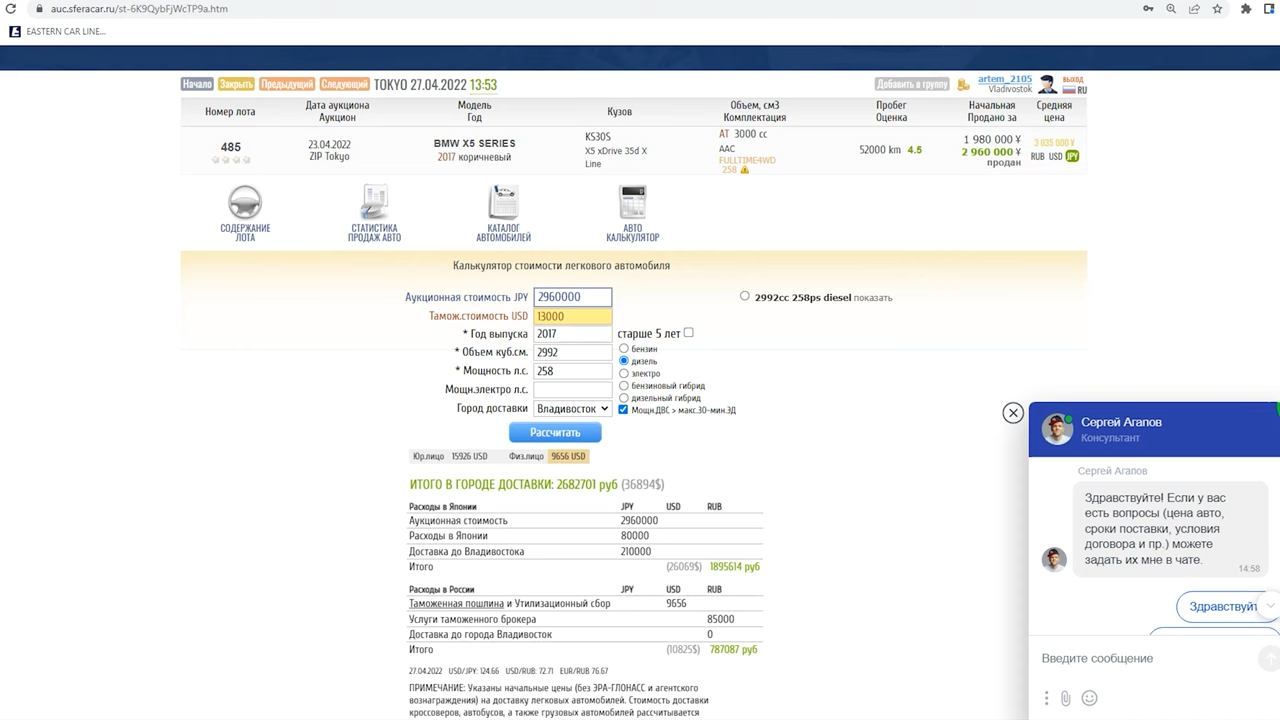 auc.sferacar.ru/st-6K9QybFjWcTP9a.htm
EASTERN CAR LINE...
Начало Закрыть Предыдущий Следующий TOKYO 27.04.2022 13:53 Добавить в группу artem_2105 выход
Vladivostok RU
Номер лота Дата аукциона Аукцион Модель Год Кузов Объем, см3 Комплектация Пробег Оценка Начальная Продано за Средняя цена
485 23.04.2022 ZIP Tokyo BMW X5 SERIES 2017 коричневый KS30S X5 xDrive 35d X Line AT 3000 cc AAC FULLTIME4WD 258 52000 km 4.5 1 980 000 ¥ 2 960 000 ¥ продан 3 035 000 ¥ RUB USD JPY
СОДЕРЖАНИЕ ЛОТА
СТАТИСТИКА ПРОДАЖ АВТО
КАТАЛОГ АВТОМОБИЛЕЙ
АВТО КАЛЬКУЛЯТОР
Калькулятор стоимости легкового автомобиля
Аукционная стоимость JPY 2960000 2992cc 258ps diesel показать
Тамож.стоимость USD 13000
* Год выпуска 2017 старше 5 лет
* Объем куб.см. 2992 бензин
дизель
* Мощность л.с. 258 электро
Мощн.электро л.с. бензиновый гибрид
дизельный гибрид
Город доставки Владивосток Мощн.ДВС > макс.30-мин.ЭД
Рассчитать
Юр.лицо 15926 USD Физ.лицо 9656 USD
ИТОГО В ГОРОДЕ ДОСТАВКИ: 2682701 руб (36894$)
Расходы в Японии JPY USD RUB
Аукционная стоимость 2960000
Расходы в Японии 80000
Доставка до Владивостока 210000
Итого (26069$) 1895614 руб
Расходы в России JPY USD RUB
Таможенная пошлина и Утилизационный сбор 9656
Услуги таможенного брокера 85000
Доставка до города Владивосток 0
Итого (10825$) 787087 руб
27.04.2022 USD/JPY: 124.66 USD/RUB: 72.71 EUR/RUB 76.67
ПРИМЕЧАНИЕ: Указаны начальные цены (без ЭРА-ГЛОНАСС и агентского
вознаграждения) на доставку легковых автомобилей. Стоимость доставки
кроссоверов, автобусов, а также грузовых автомобилей рассчитывается
Сергей Агапов
Консультант
Сергей Агапов
Здравствуйте! Если у вас
есть вопросы (цена авто,
сроки поставки, условия
договора и пр.) можете
задать их мне в чате.
14:58
Здравствуйт
Введите сообщение